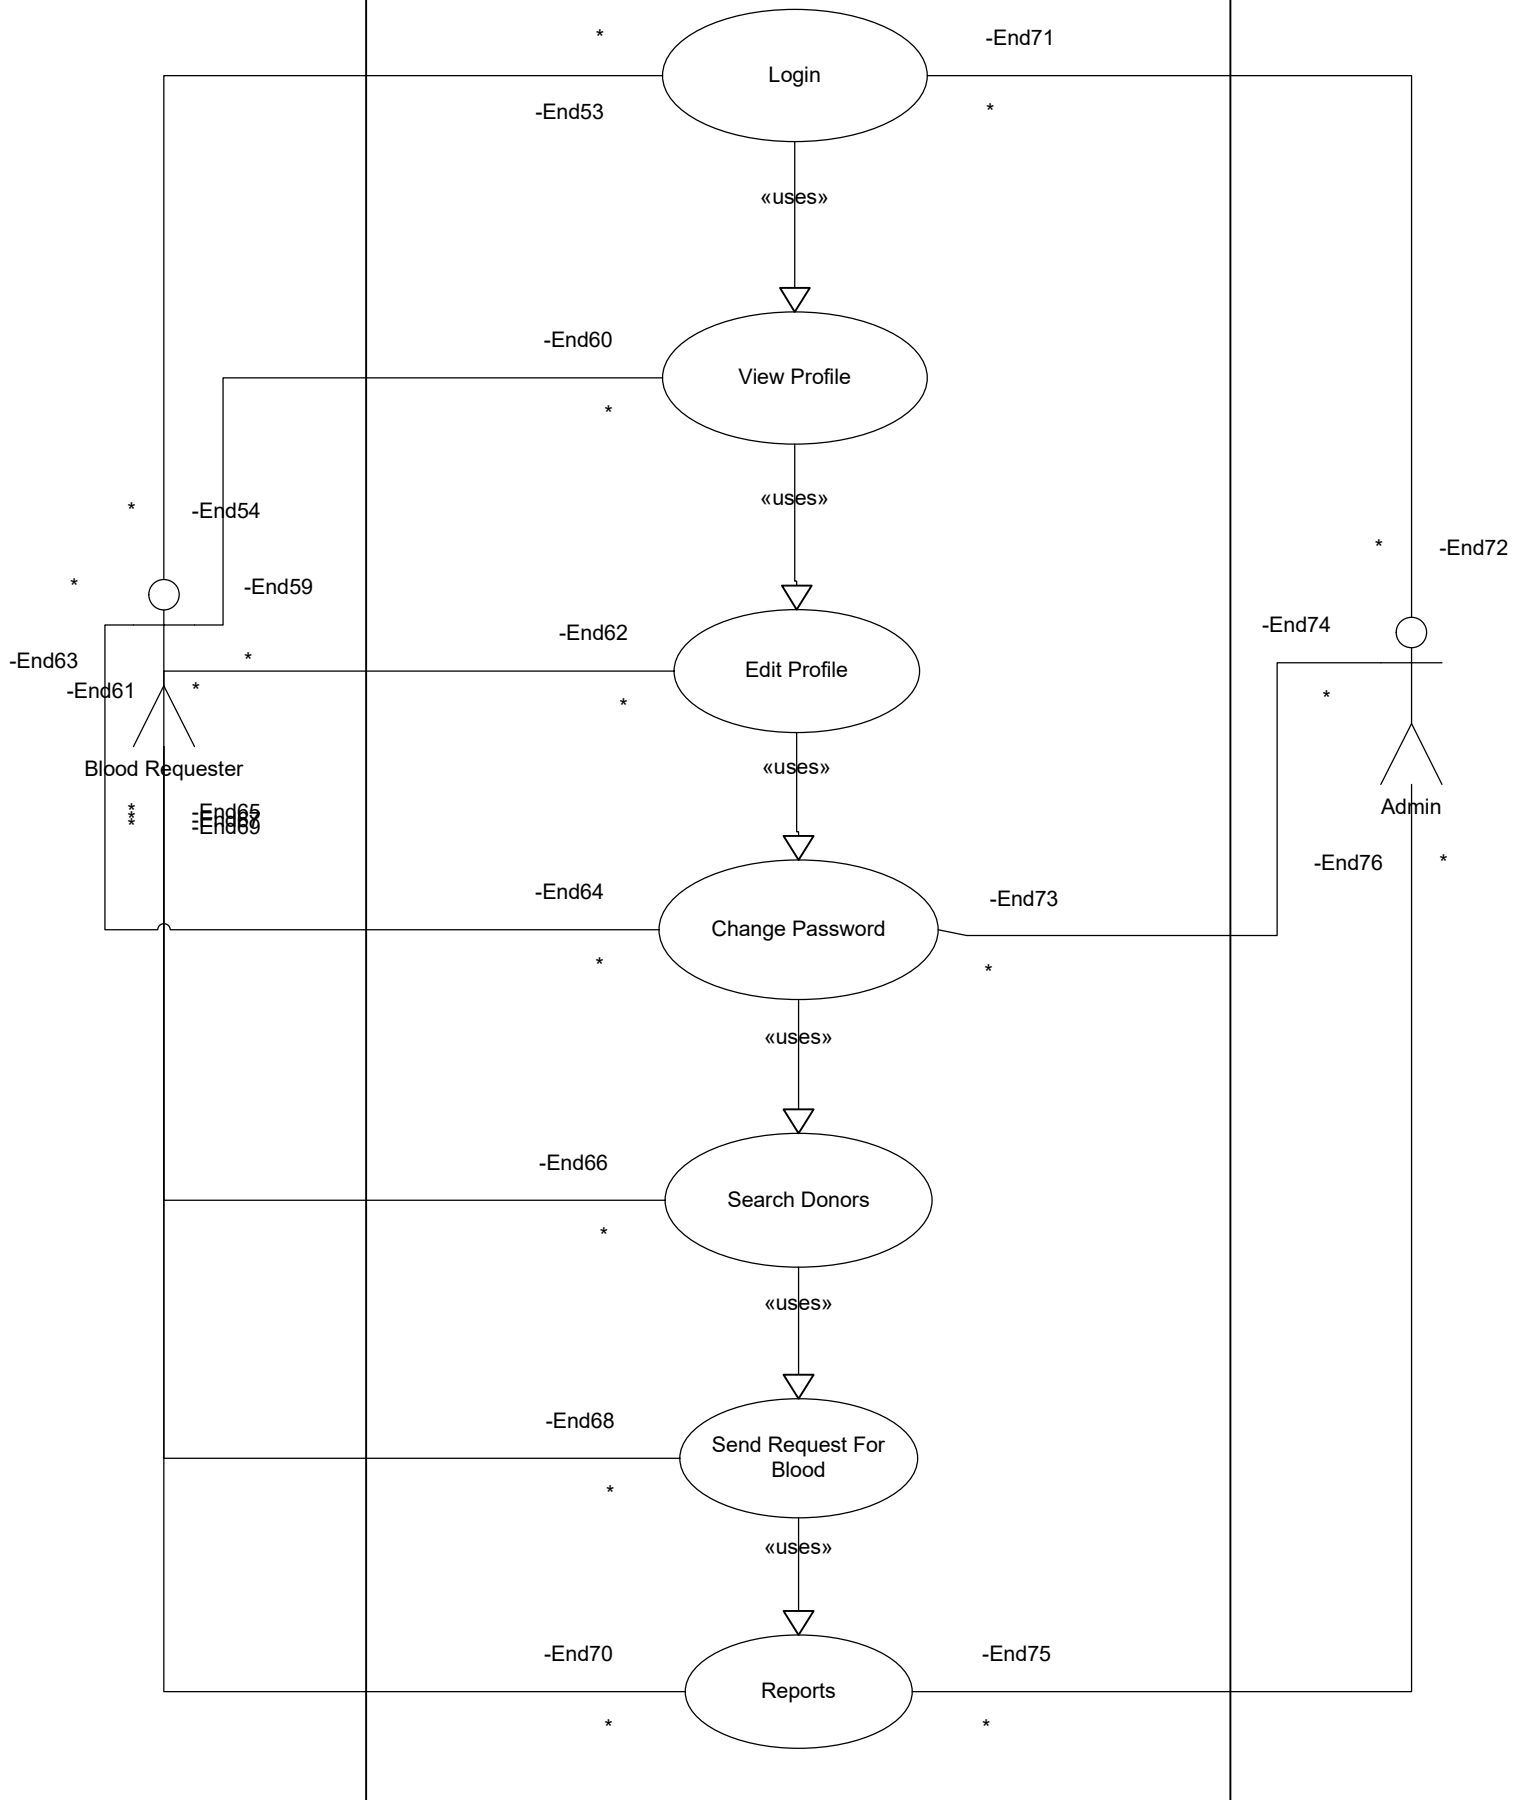 *
-End71
Login
-End53
*
«uses»
-End60
View Profile
*
«uses»
*
-End54
*
-End72
*
-End59
-End74
-End62
-End63
*
Edit Profile
-End61
*
*
*
«uses»
Blood Requester
Admin
*
-End65
*
*
-End69
-End76
*
-End64
-End73
Change Password
*
*
«uses»
-End66
Search Donors
*
«uses»
-End68
Send Request For
Blood
*
«uses»
-End70
-End75
Reports
*
*